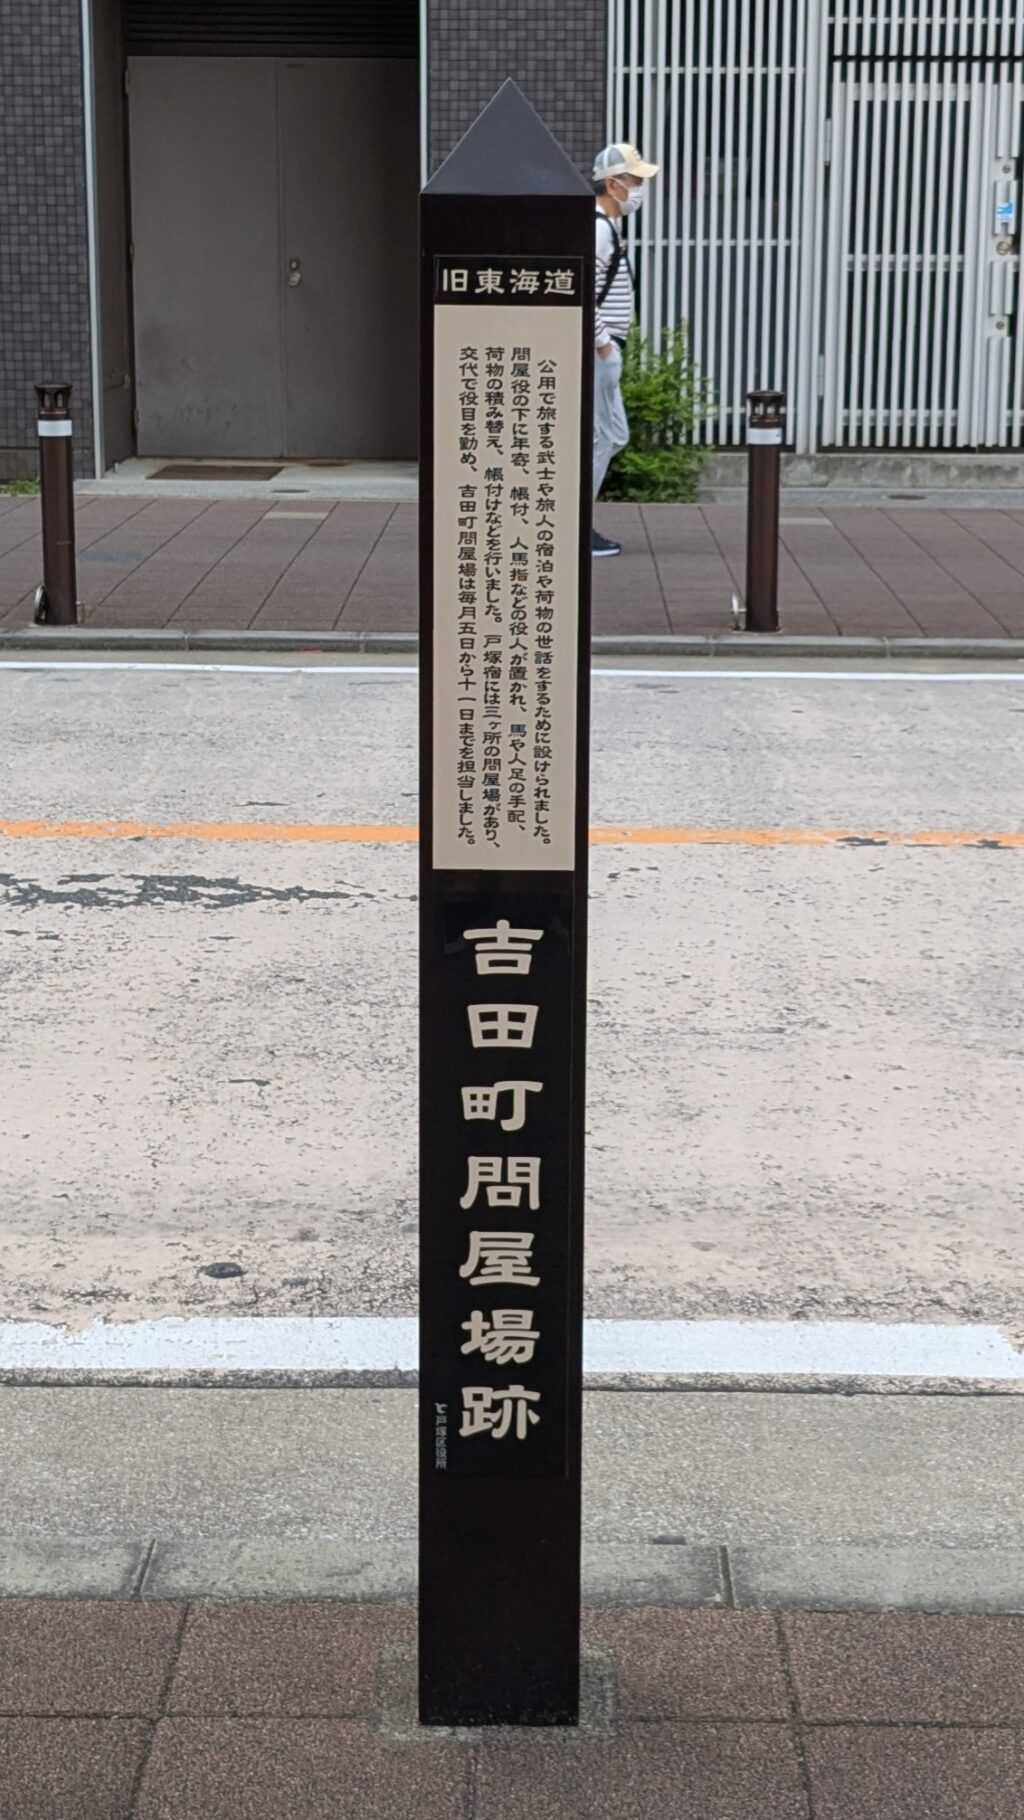 旧東海道
公用で旅する武士や旅人の宿泊や荷物の世話をするために設けられました。
問屋役の下に年寄、帳付、人馬指などの役人が置かれ、馬や人足の手配、
荷物の積み替え、帳付けなどを行いました。戸塚宿には三ヶ所の問屋場があり、
交代で役目を勤め、吉田町問屋場は毎月五日から十一日までを担当しました。
吉田町問屋場跡
戸塚区役所